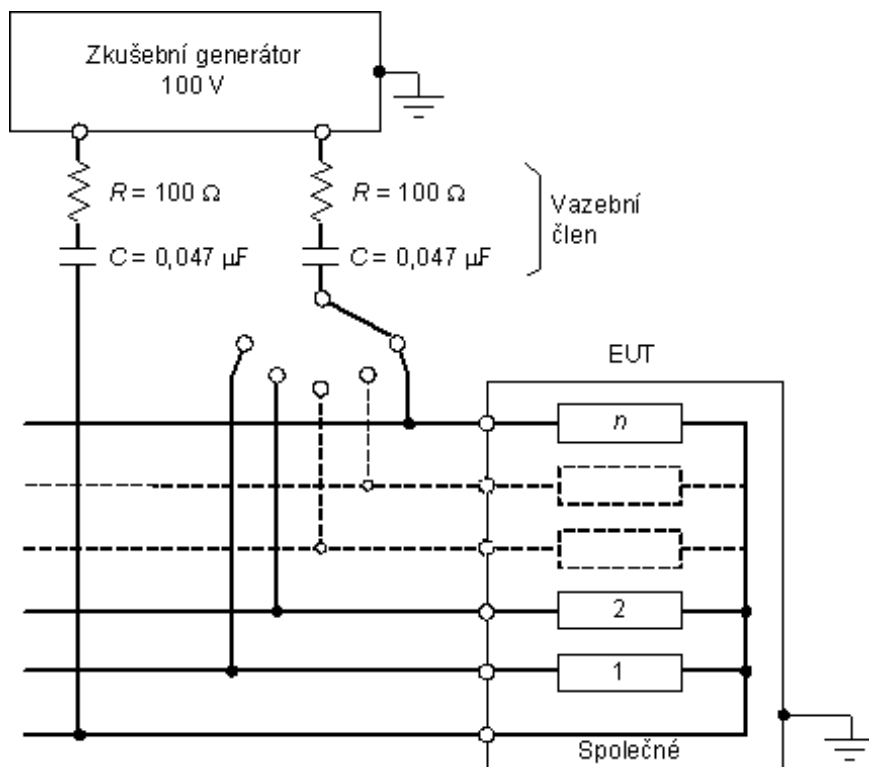 Zkušební generátor
100 V
R = 100 Ω
R = 100 Ω
Vazební
člen
C = 0,047 µF
C = 0,047 µF
EUT
n
2
1
Společné